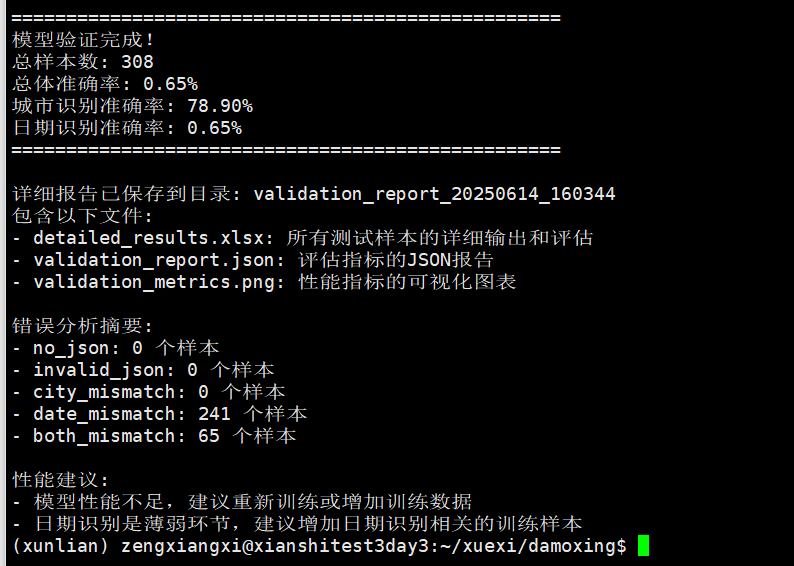 ==================================================
模型验证完成!
总样本数: 308
总体准确率: 0.65%
城市识别准确率: 78.90%
日期识别准确率: 0.65%
==================================================
详细报告已保存到目录: validation_report_20250614_160344
包含以下文件:
- detailed_results.xlsx: 所有测试样本的详细输出和评估
- validation_report.json: 评估指标的JSON报告
- validation_metrics.png: 性能指标的可视化图表
错误分析摘要:
- no_json: 0 个样本
- invalid_json: 0 个样本
- city_mismatch: 0 个样本
- date_mismatch: 241 个样本
- both_mismatch: 65 个样本
性能建议:
- 模型性能不足，建议重新训练或增加训练数据
- 日期识别是薄弱环节，建议增加日期识别相关的训练样本
(xunlian) zengxiangxi@xianshitest3day3:~/xuexi/damoxing$